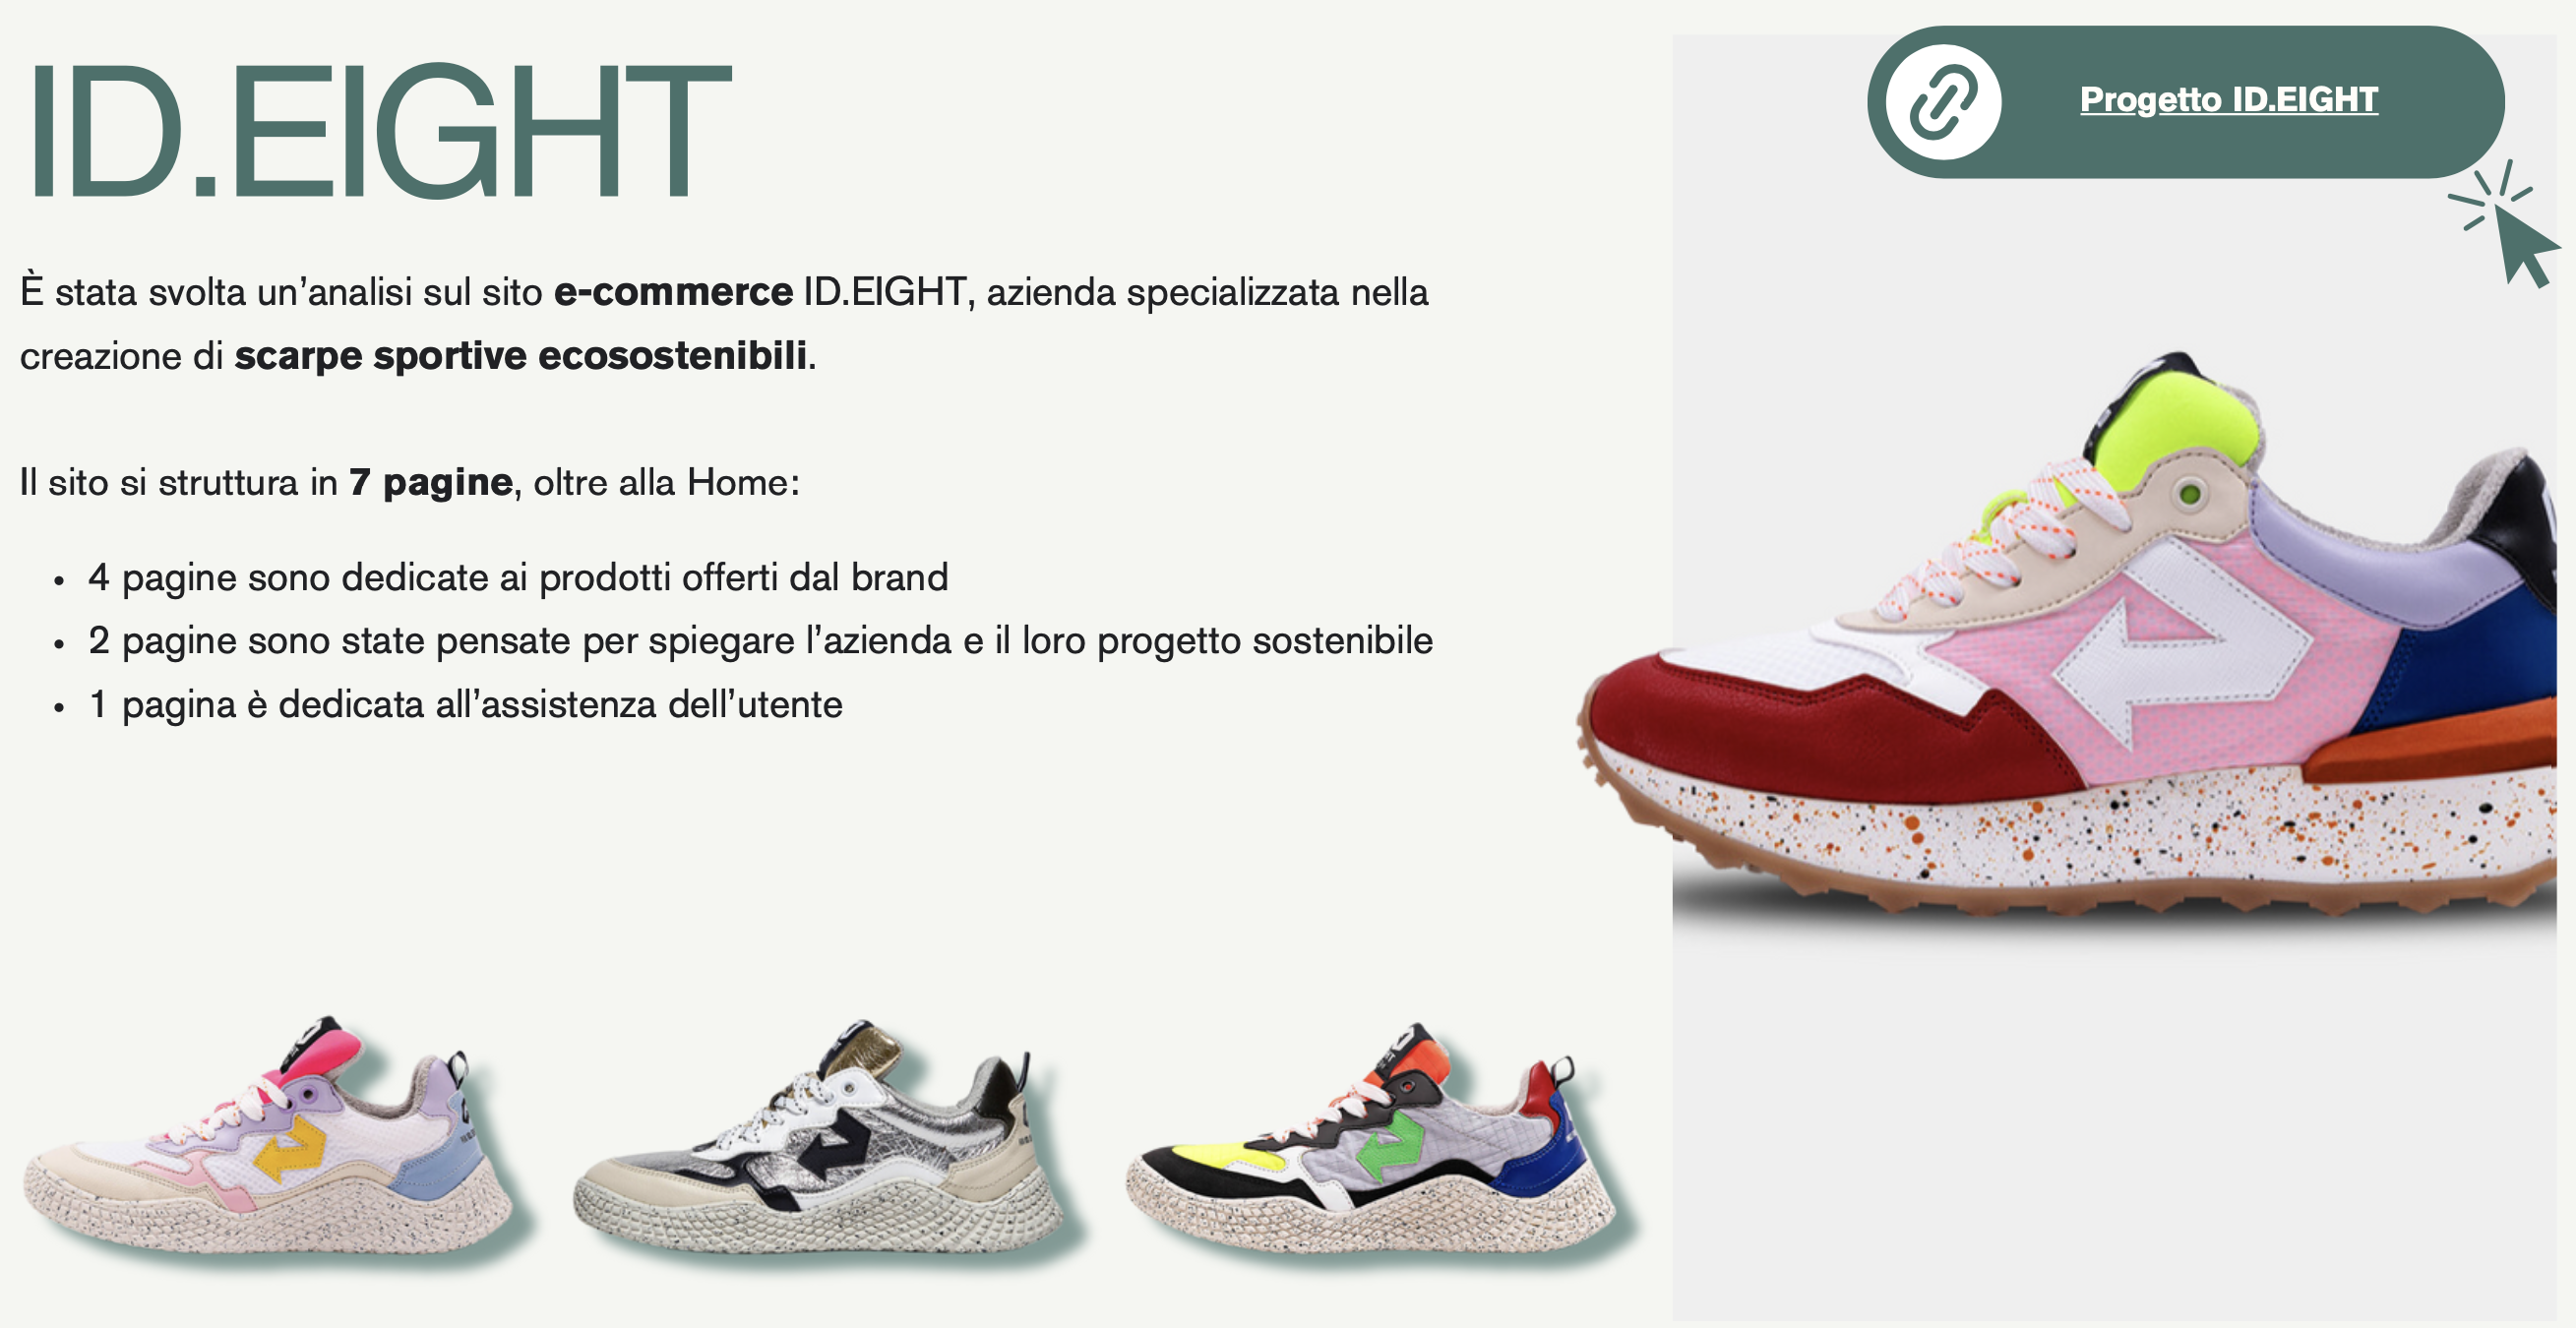 ID.EIGHT
Progetto ID.EIGHT
È stata svolta un’analisi sul sito e-commerce ID.EIGHT, azienda specializzata nella
creazione di scarpe sportive ecosostenibili.
Il sito si struttura in 7 pagine, oltre alla Home:
• 4 pagine sono dedicate ai prodotti offerti dal brand
• 2 pagine sono state pensate per spiegare l’azienda e il loro progetto sostenibile
• 1 pagina è dedicata all’assistenza dell’utente